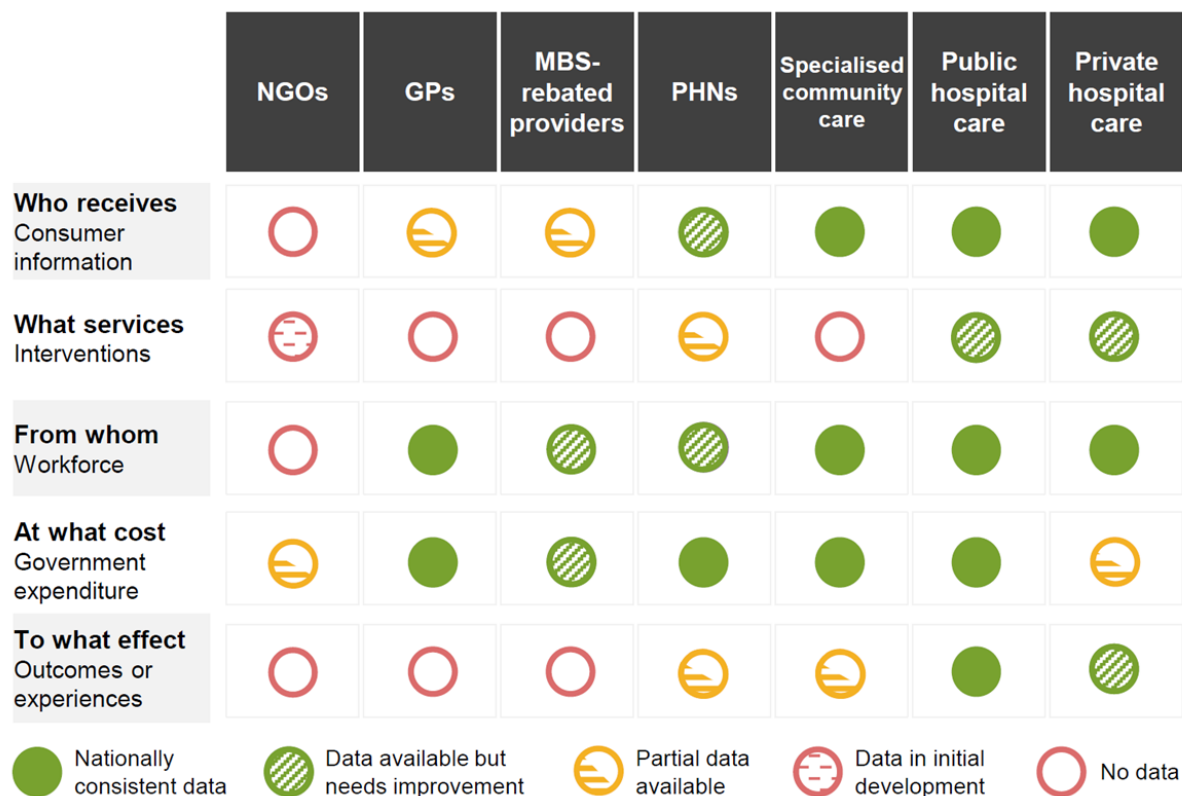 NGOs
GPs
MBS-
rebated
providers
PHNs
Specialised
community
care
Public
hospital
care
Private
hospital
care
Who receives
Consumer
information
What services
Interventions
From whom
Workforce
At what cost
Government
expenditure
To what effect
Outcomes or
experiences
Nationally
consistent data
Data available but
needs improvement
Partial data
available
Data in initial
development
No data